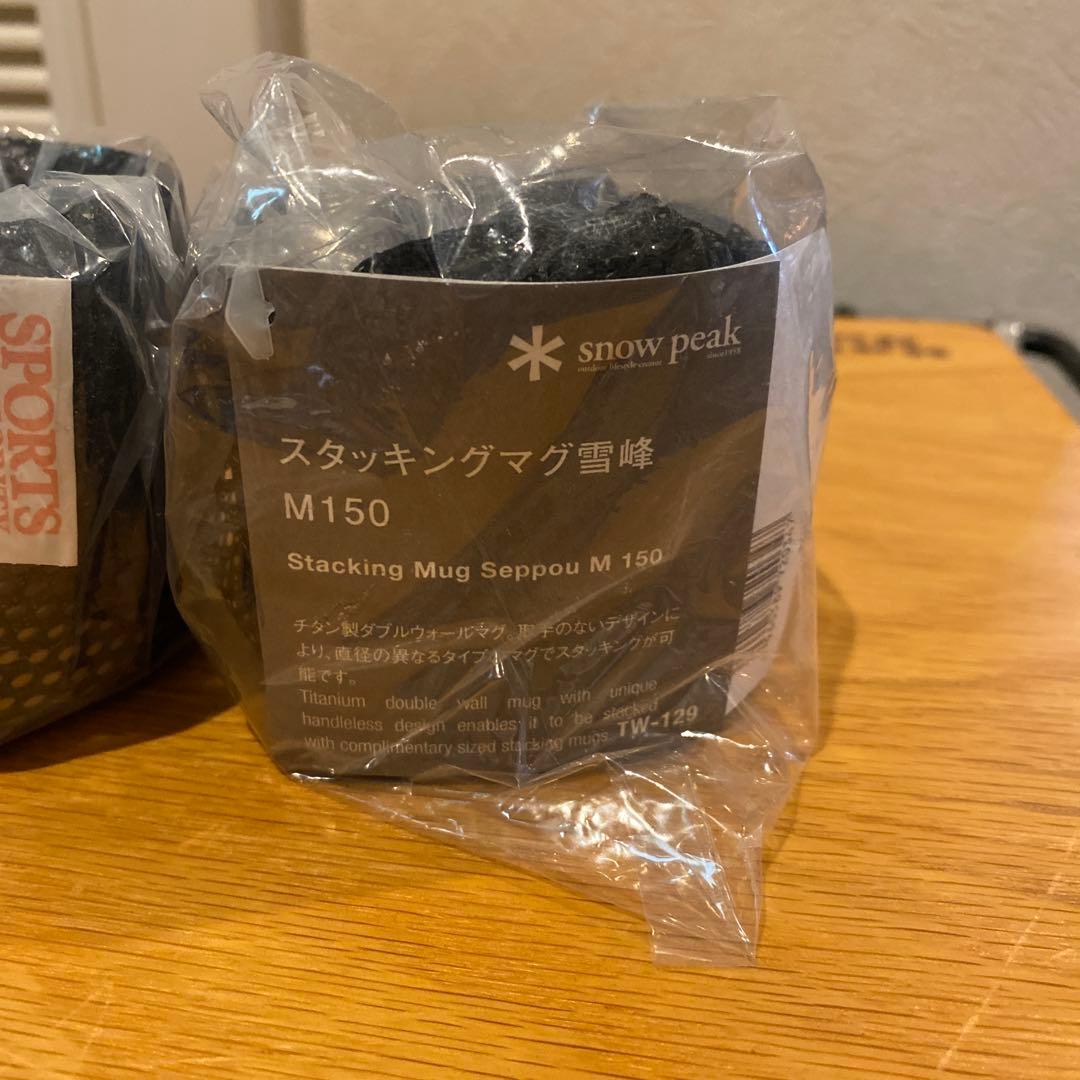 SPORTS
snow peak
outdoor lifestyle creator
since1958
スタッキングマグ雪峰
M150
Stacking Mug Seppou M 150
チタン製ダブルウォールマグ。取手のないデザインに
より、直径の異なるタイプのマグでスタッキングが可
能です。
Titanium double wall mug with unique
handleless design enables it to be stacked
with complimentary sized stacking mugs. TW-129